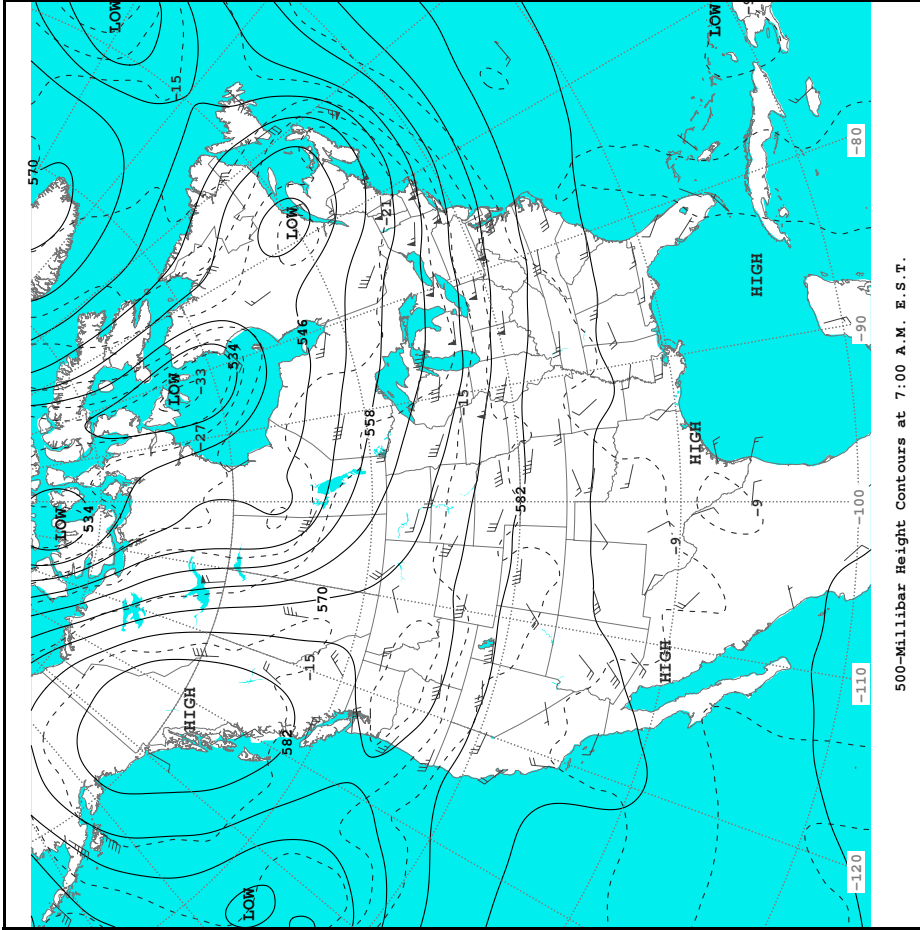 570
LOW
534
LOW
LOW
-15
HIGH
-27
-33
534
LOW
582
LOW
546
-15
570
558
-21
-15
582
HIGH
-9
HIGH
LOW
-9
HIGH
-120
-110
-100
-90
-80
500-Millibar Height Contours at 7:00 A.M. E.S.T.